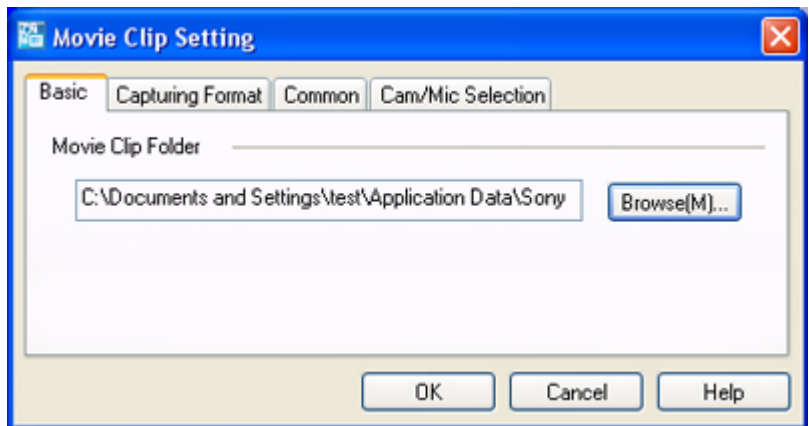 Movie Clip Setting
Basic Capturing Format Common Cam/Mic Selection
Movie Clip Folder
C:\Documents and Settings\test\Application Data\Sony Browse(M)...
OK Cancel Help